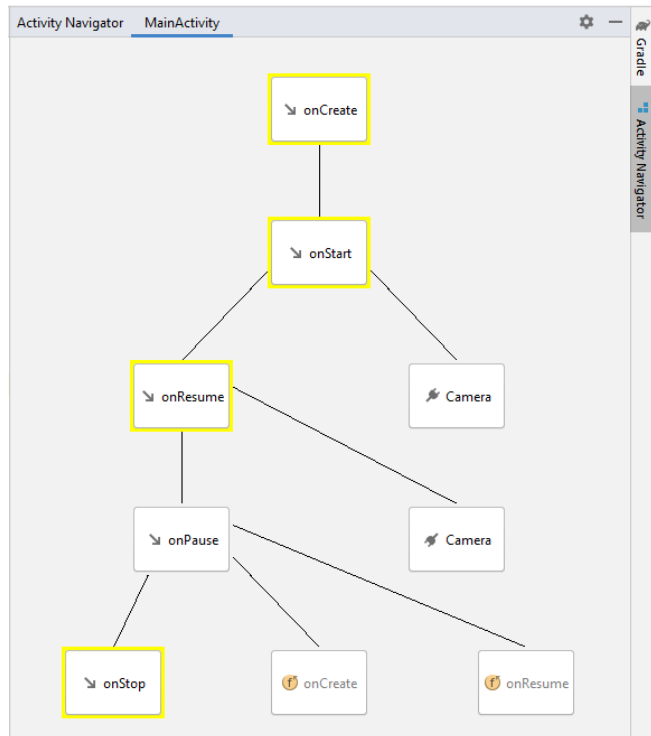 Activity Navigator MainActivity
Gradle
Activity Navigator
onCreate
onStart
onResume Camera
onPause Camera
onStop onCreate onResume